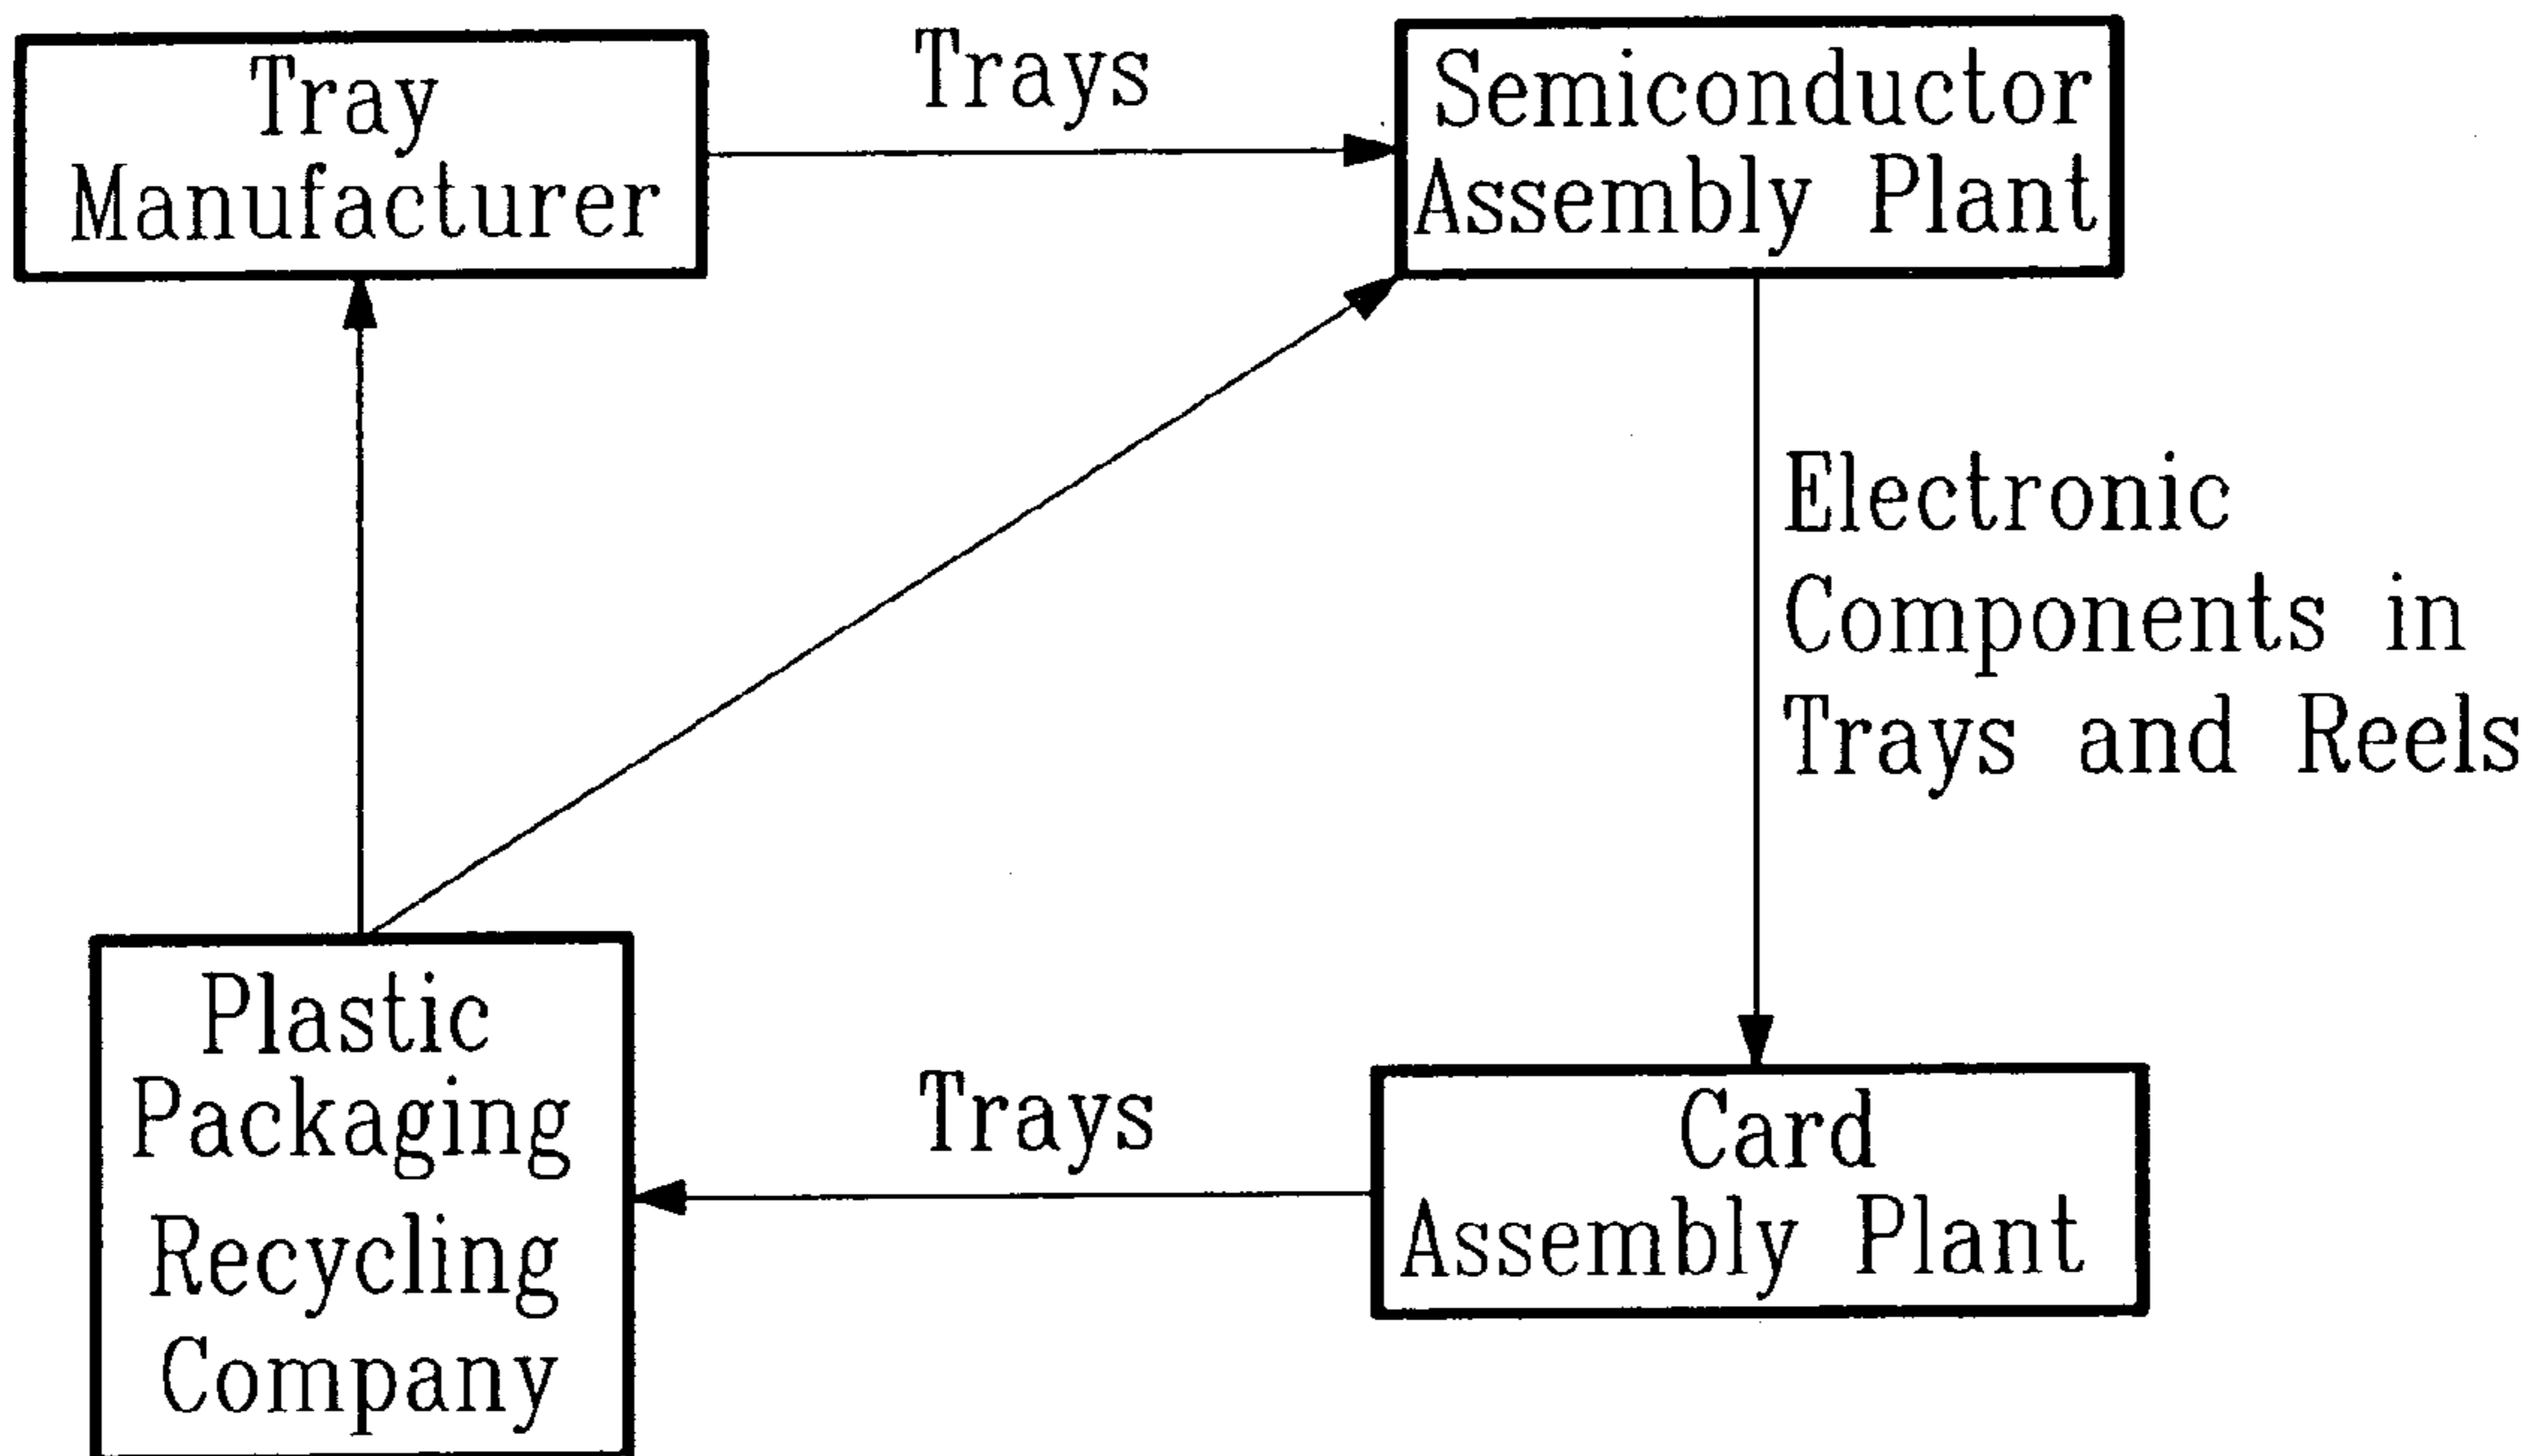 Tray
Manufacturer
Trays
Semiconductor
Assembly Plant
Electronic
Components in
Trays and Reels
Plastic
Packaging
Recycling
Company
Trays
Card
Assembly Plant